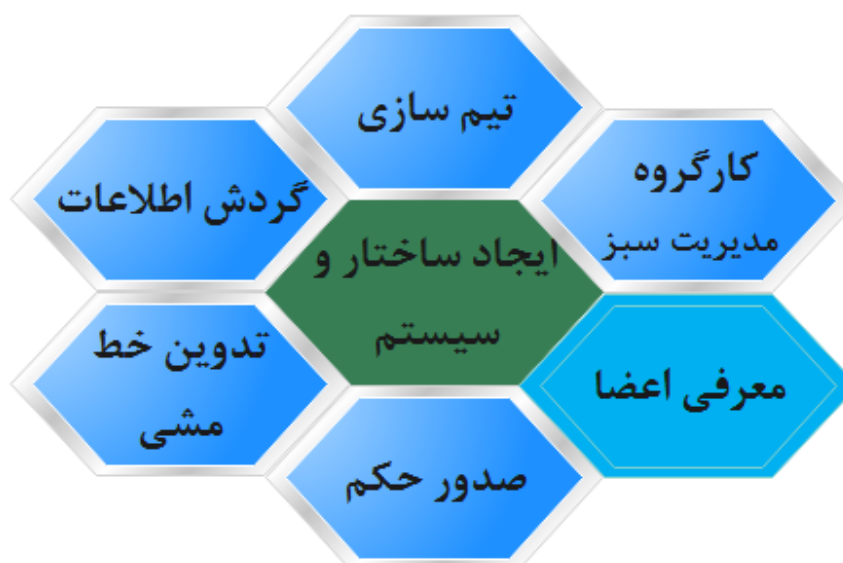 تیم سازی
کارگروه
مدیریت سبز
گردش اطلاعات
ایجاد ساختار و
سیستم
معرفی اعضا
تدوین خط
مشی
صدور حکم